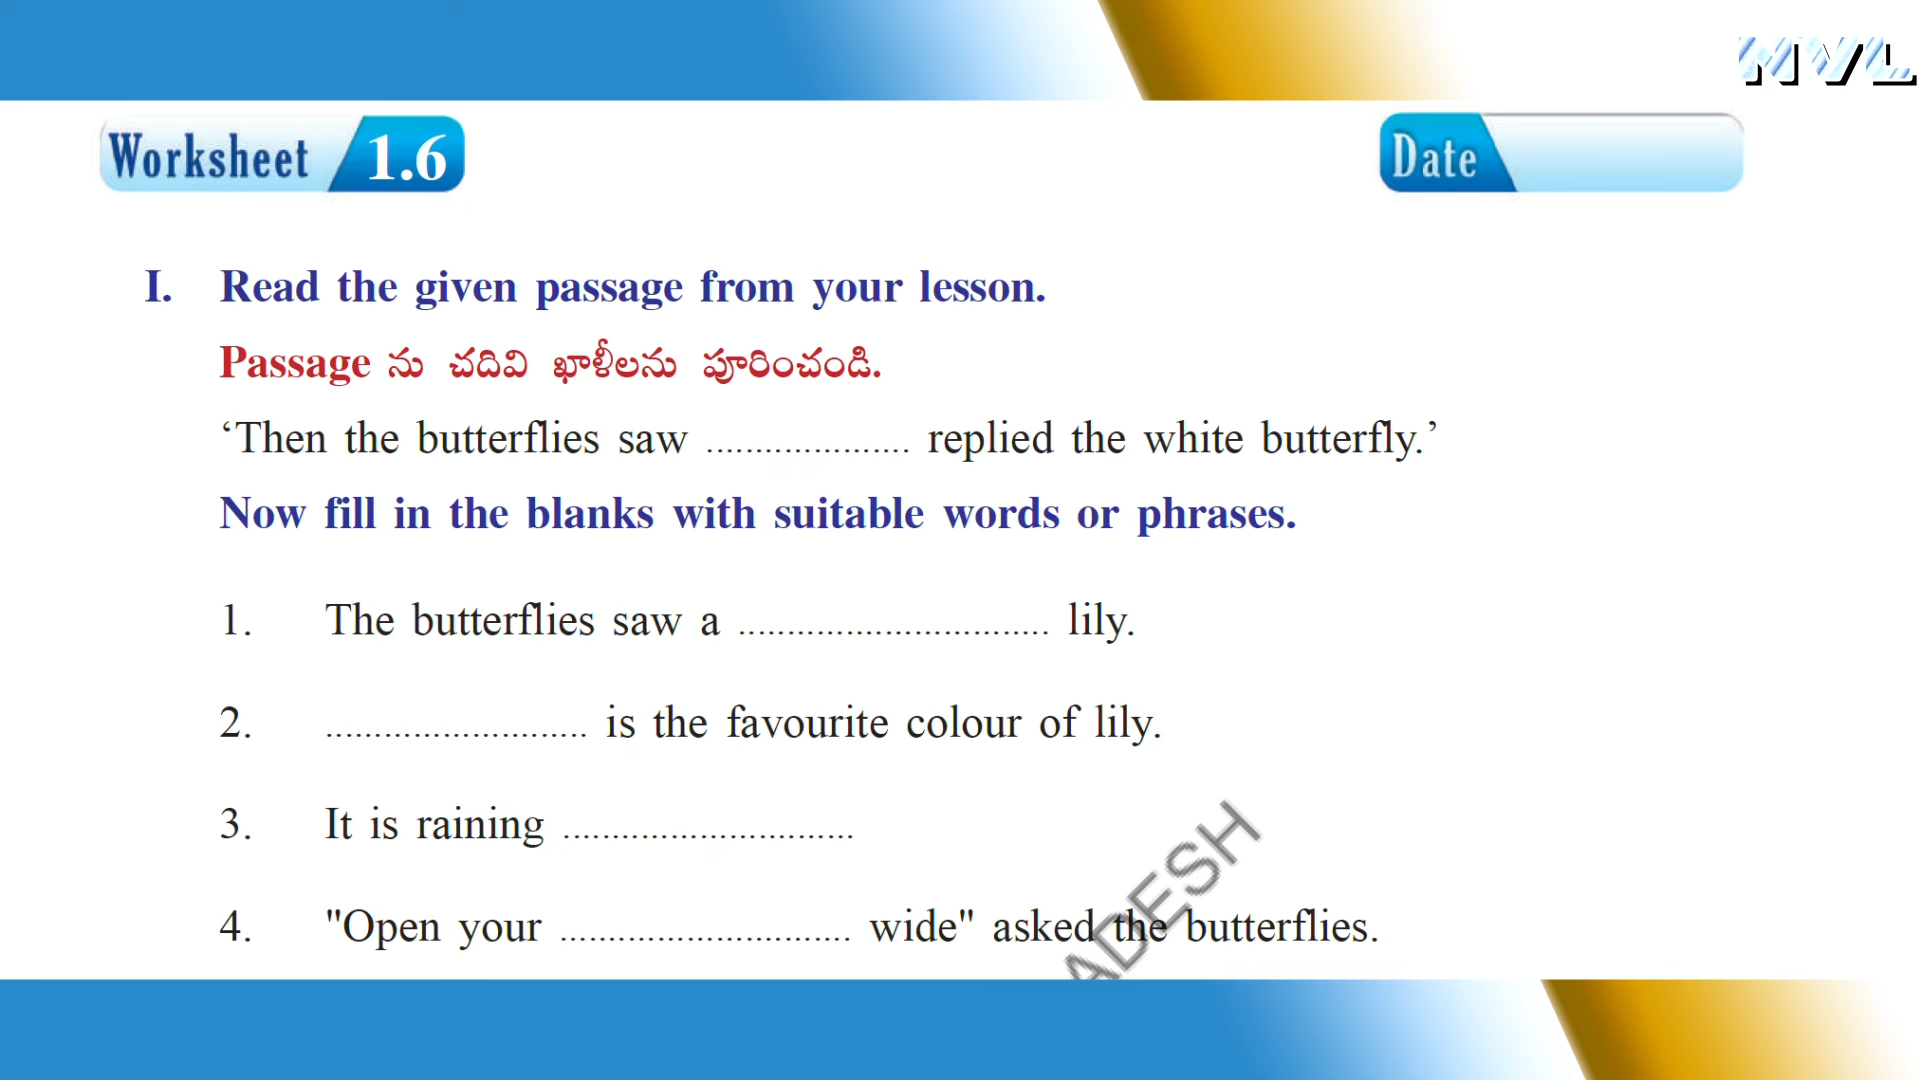 MVL
Worksheet 1.6
Date
I. Read the given passage from your lesson.
Passage ను చదివి ఖాళీలను పూరించండి.
‘Then the butterflies saw ..................... replied the white butterfly.’
Now fill in the blanks with suitable words or phrases.
1. The butterflies saw a ................................ lily.
2. ........................... is the favourite colour of lily.
3. It is raining ..............................
4. "Open your .............................. wide" asked the butterflies.
ADESH